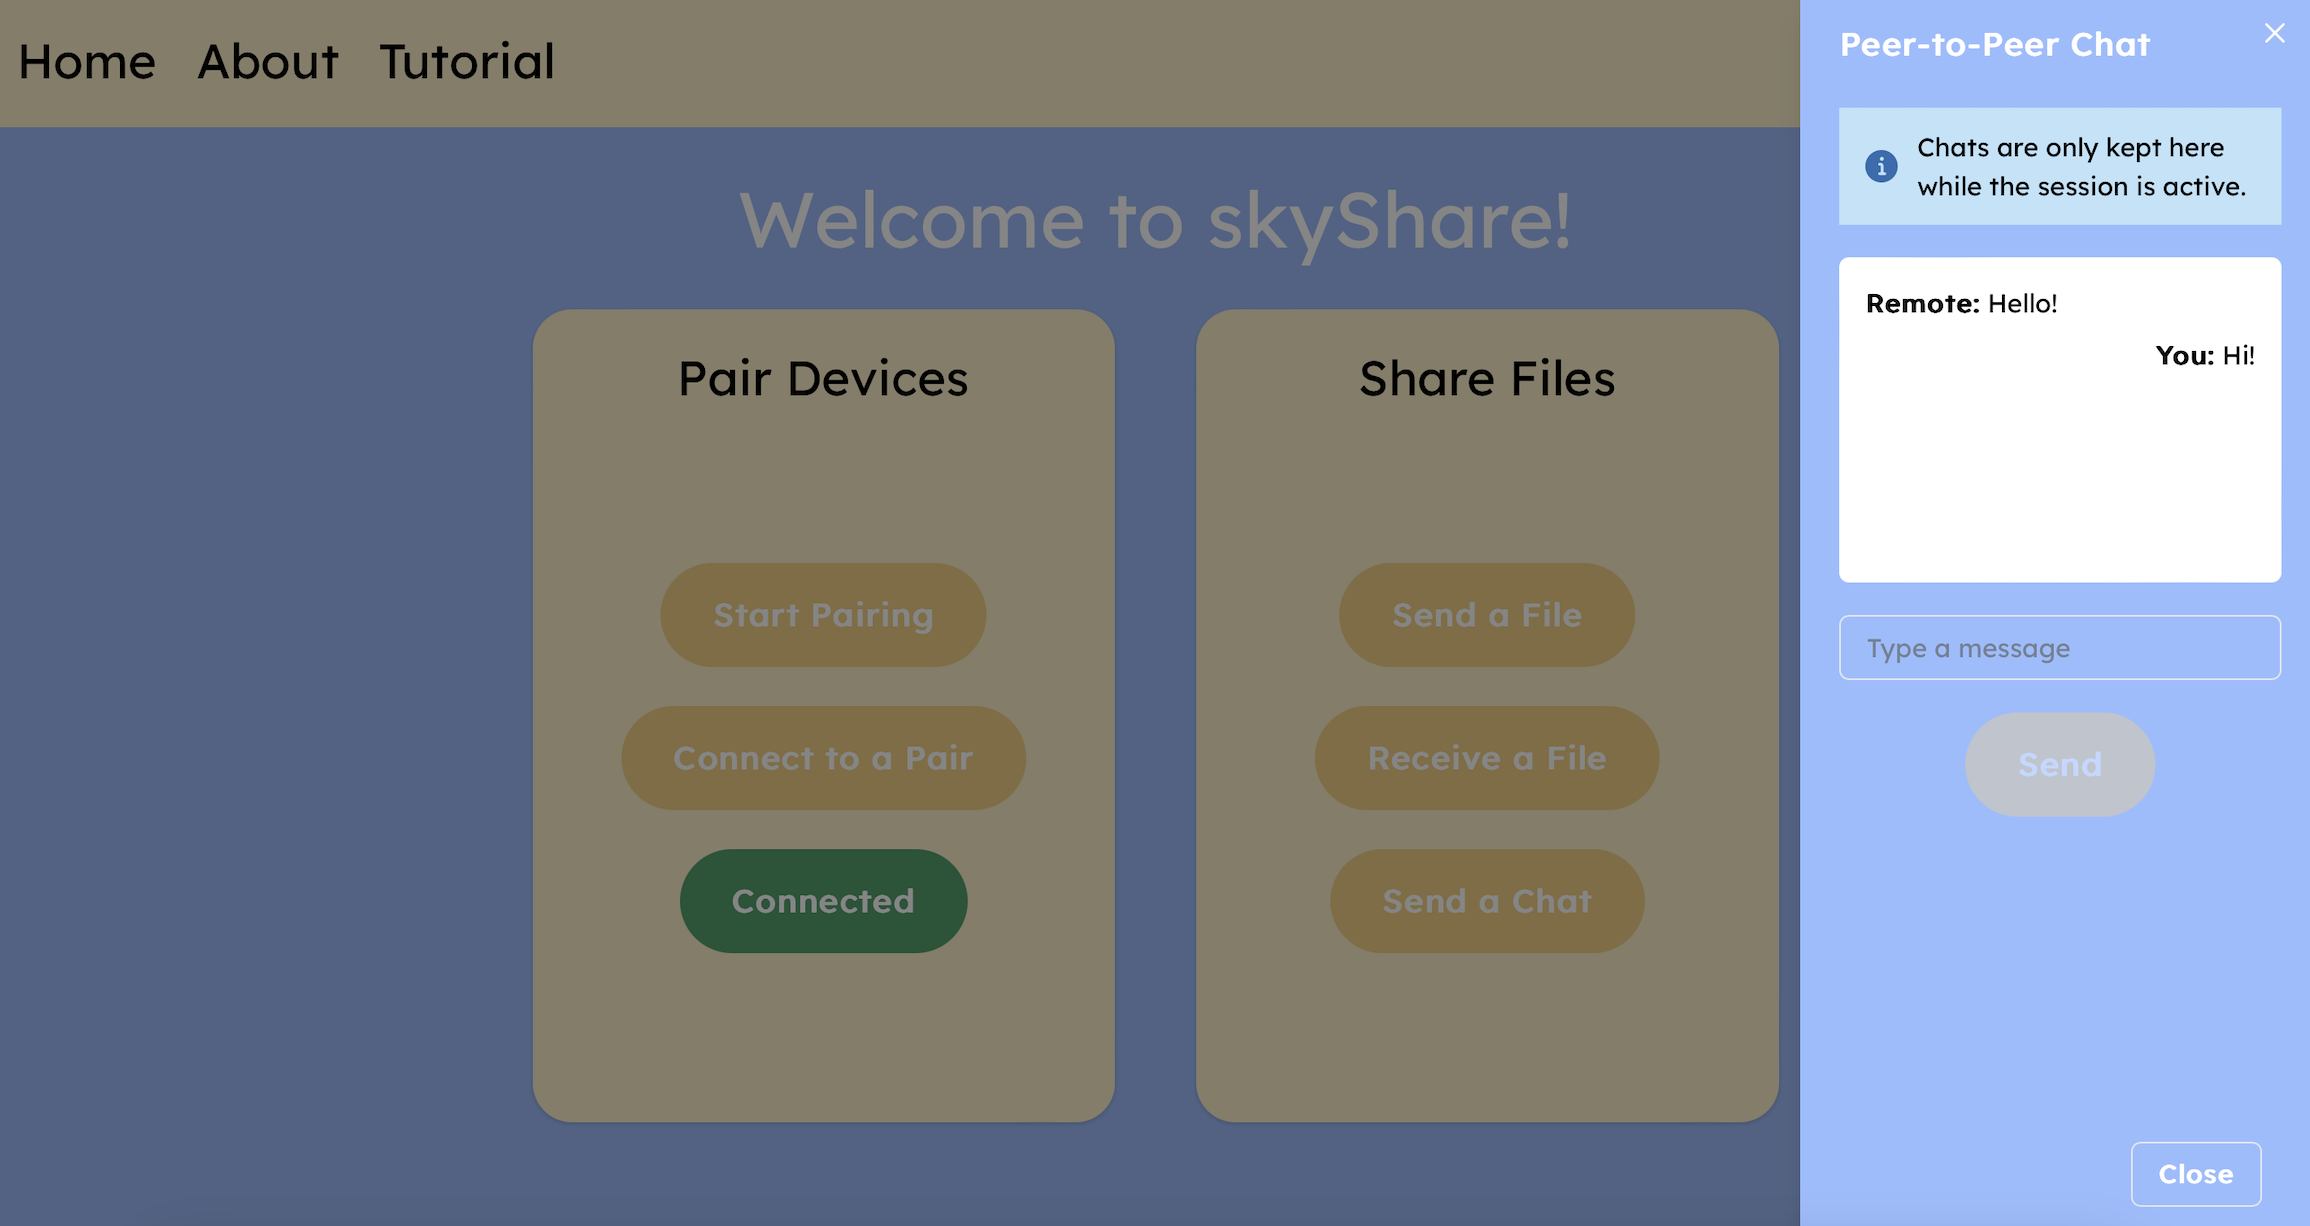 Home About Tutorial
Welcome to skyShare!
Pair Devices
Start Pairing
Connect to a Pair
Connected
Share Files
Send a File
Receive a File
Send a Chat
Peer-to-Peer Chat
Chats are only kept here
while the session is active.
Remote: Hello!
You: Hi!
Type a message
Send
Close